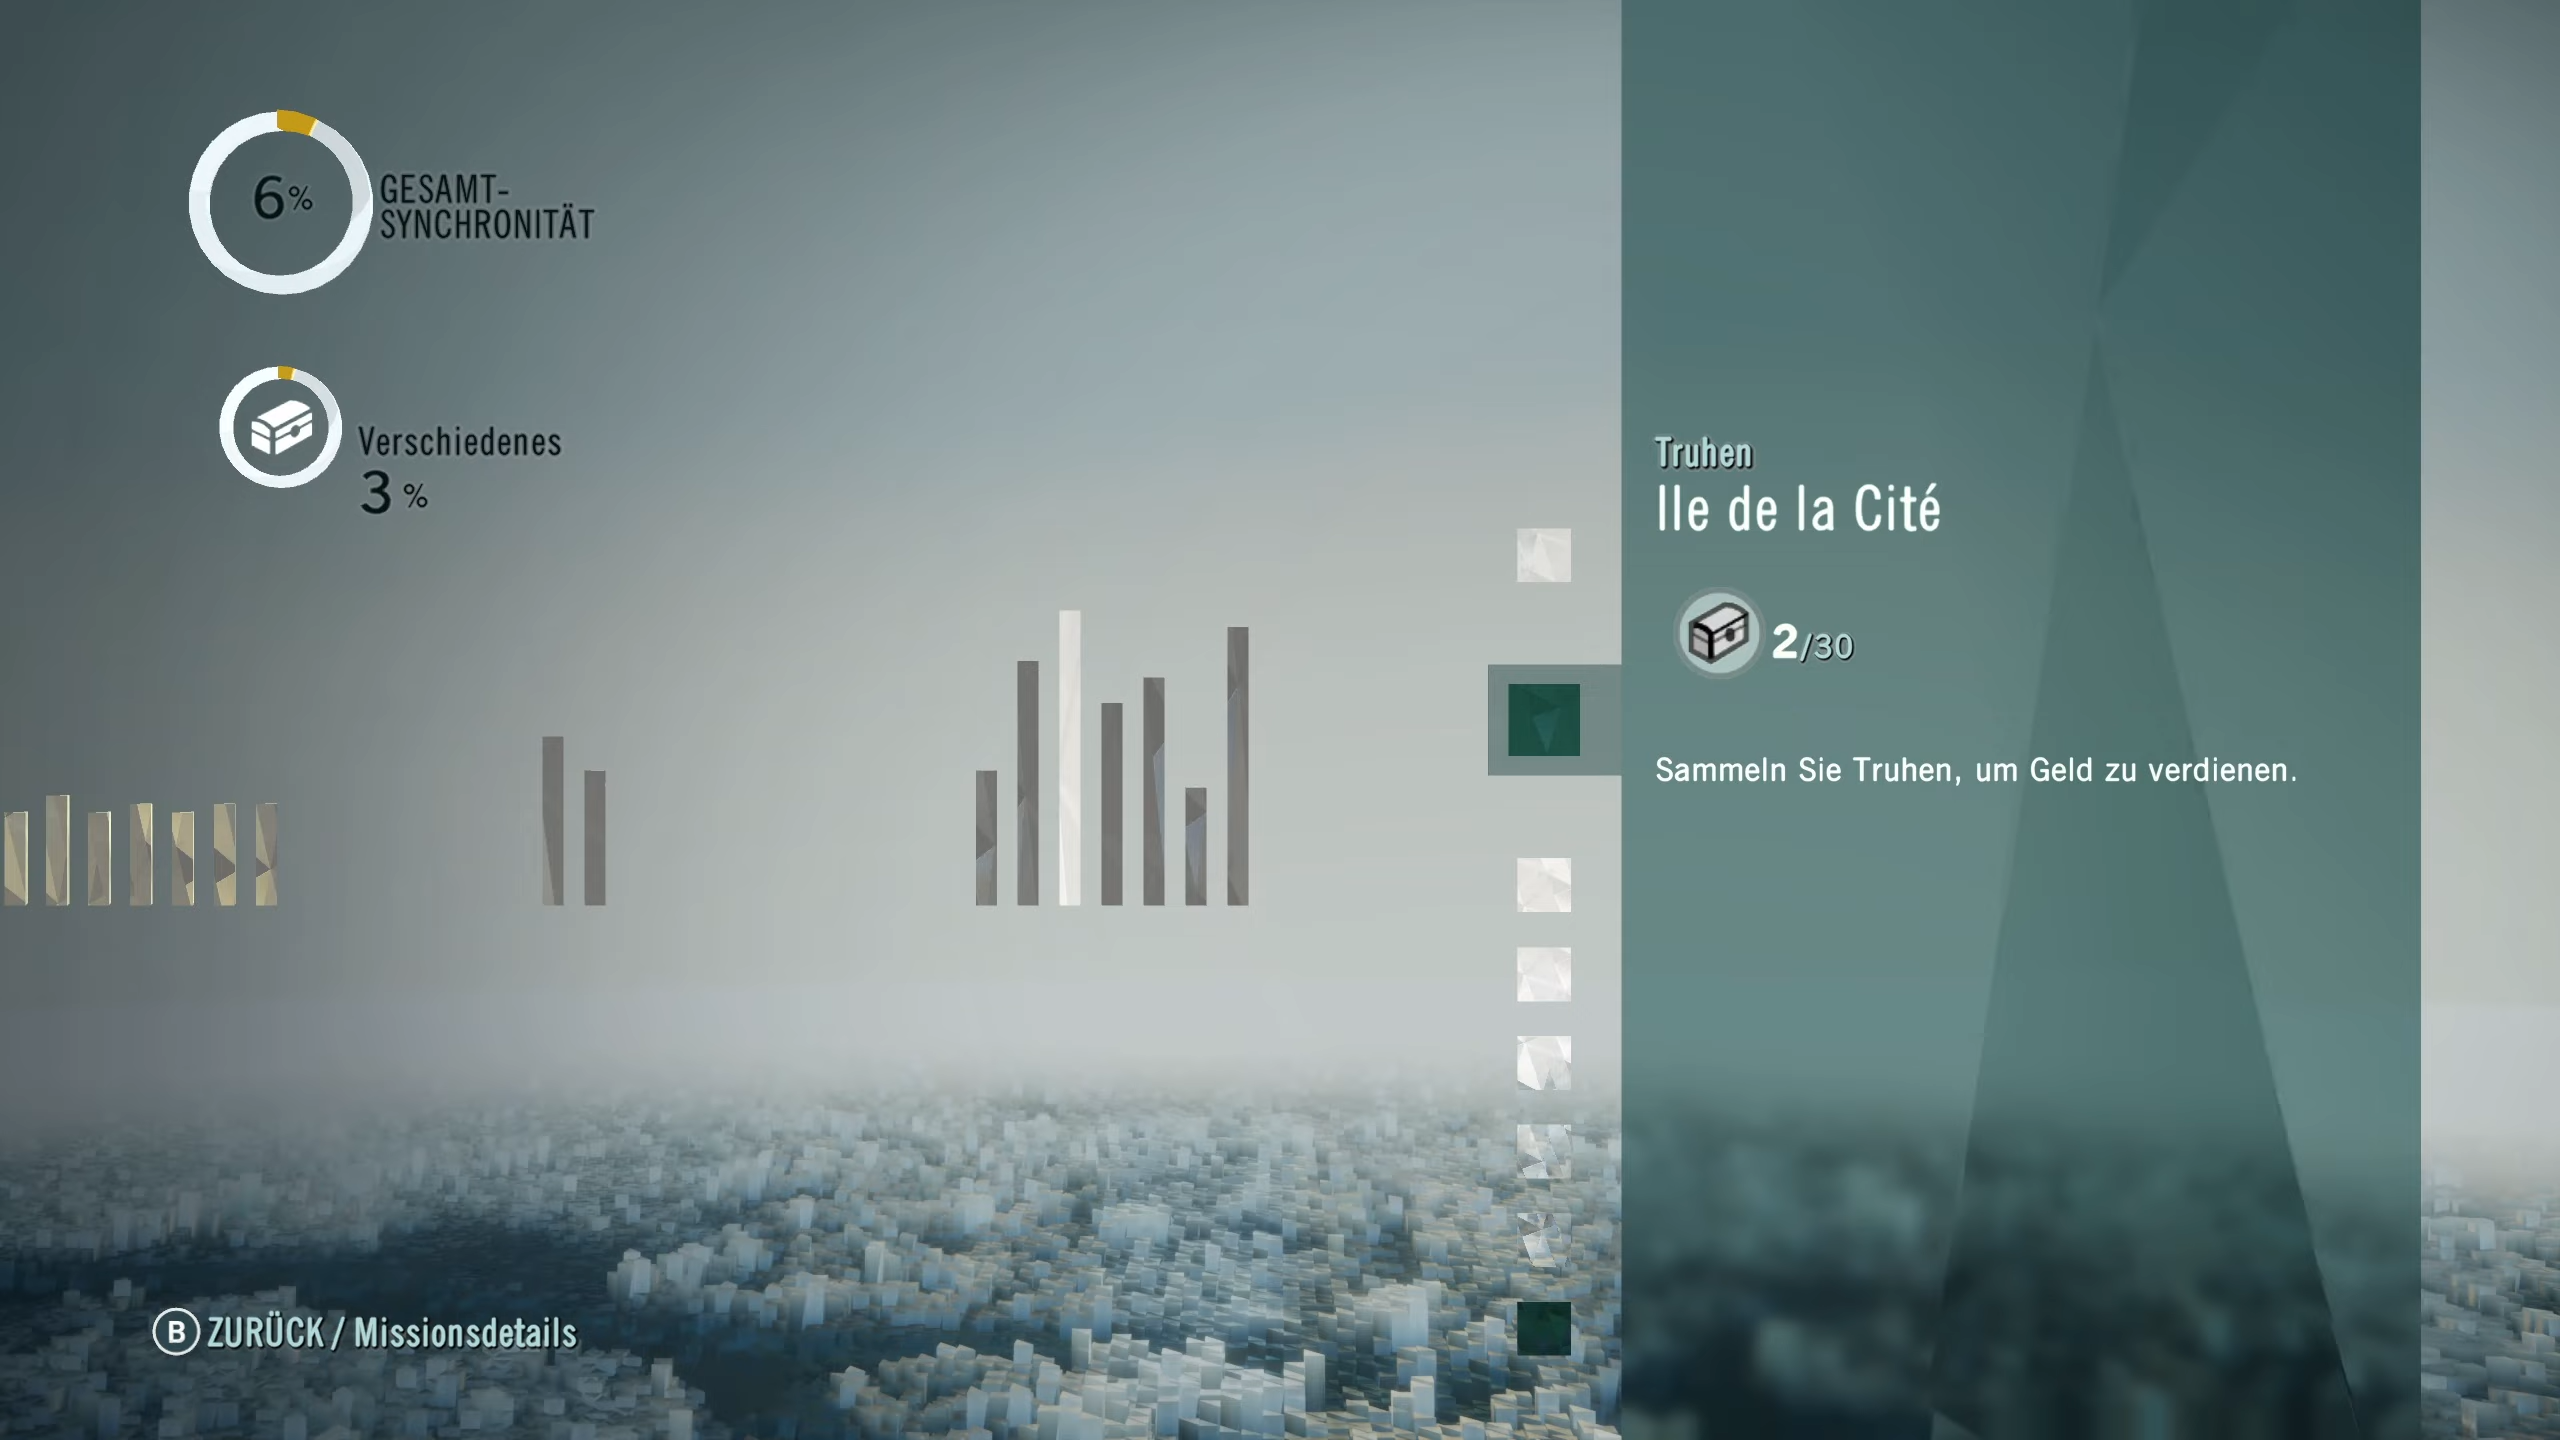 6%
GESAMT-
SYNCHRONITÄT
Verschiedenes
3 %
Truhen
Ile de la Cité
2/30
Sammeln Sie Truhen, um Geld zu verdienen.
B ZURÜCK / Missionsdetails